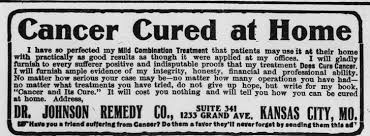 Cancer Cured at Home
I have so perfected my Mild Combination Treatment that patients may use it at their home
with practically as good results as though it were applied at my offices. I will gladly
furnish to every sufferer positive and indisputable proofs that my treatment Does Cure Cancer.
I will furnish ample evidence of my integrity, honesty, financial and professional ability.
No matter how serious your case may be—no matter how many operations you have had—
no matter what treatments you have tried, do not give up hope, but write for my book,
"Cancer and Its Cure." It will cost you nothing and will tell you how you can be cured
at home. Address,
DR. JOHNSON REMEDY CO., SUITE 341 1233 GRAND AVE., KANSAS CITY, MO.
Have you a friend suffering from Cancer? Do them a favor they'll never forget by sending them this ad.